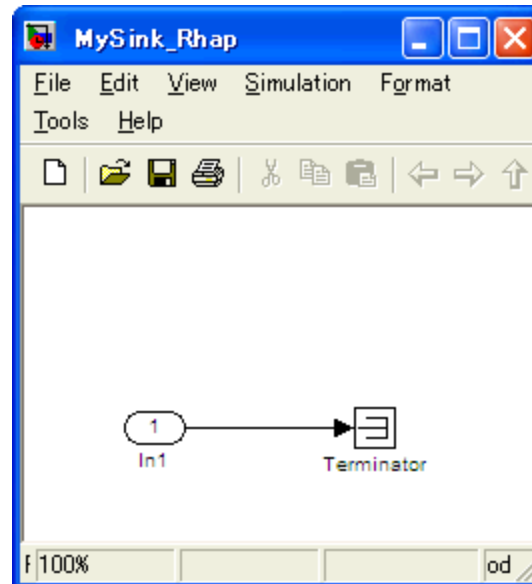 MySink_Rhap
File Edit View Simulation Format
Tools Help
1
In1
Terminator
F 100% od